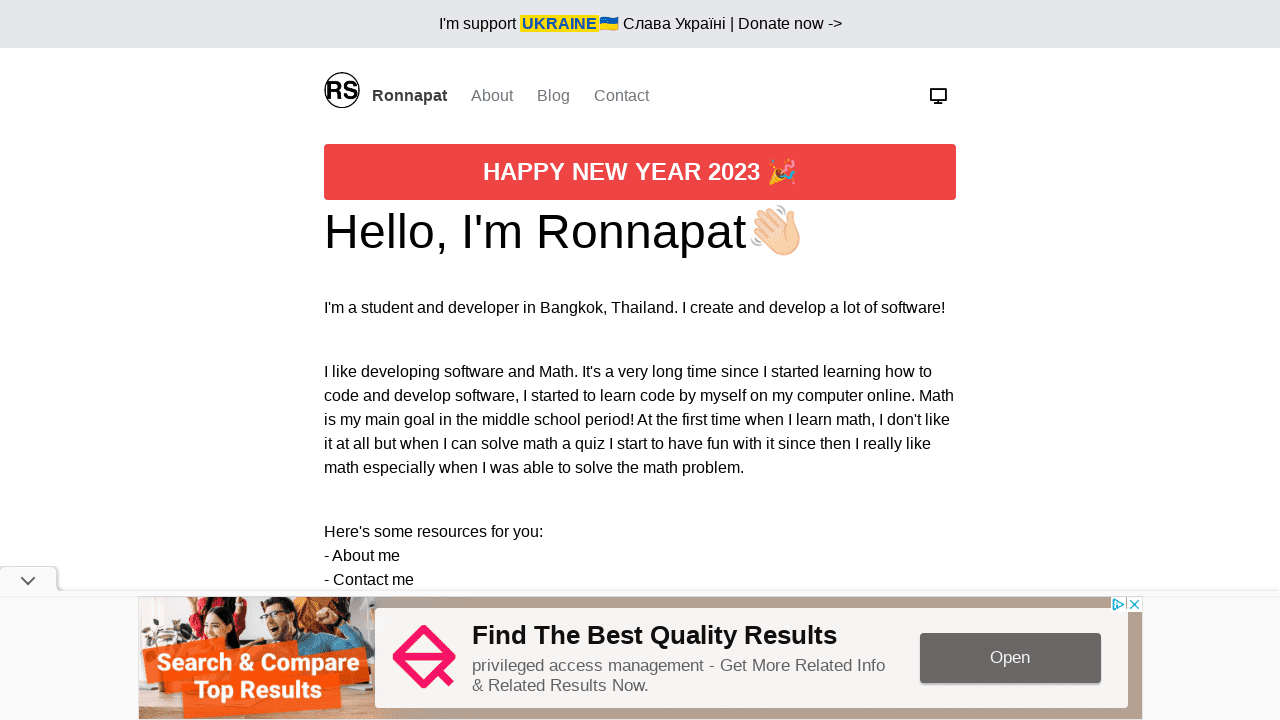 I'm support UKRAINE 🇺🇦 Слава Україні | Donate now ->
RS Ronnapat About Blog Contact
HAPPY NEW YEAR 2023 🎉
Hello, I'm Ronnapat👋🏻
I'm a student and developer in Bangkok, Thailand. I create and develop a lot of software!
I like developing software and Math. It's a very long time since I started learning how to
code and develop software, I started to learn code by myself on my computer online. Math
is my main goal in the middle school period! At the first time when I learn math, I don't like
it at all but when I can solve math a quiz I start to have fun with it since then I really like
math especially when I was able to solve the math problem.
Here's some resources for you:
- About me
- Contact me
Search & Compare
Top Results
Find The Best Quality Results
privileged access management - Get More Related Info
& Related Results Now.
Open